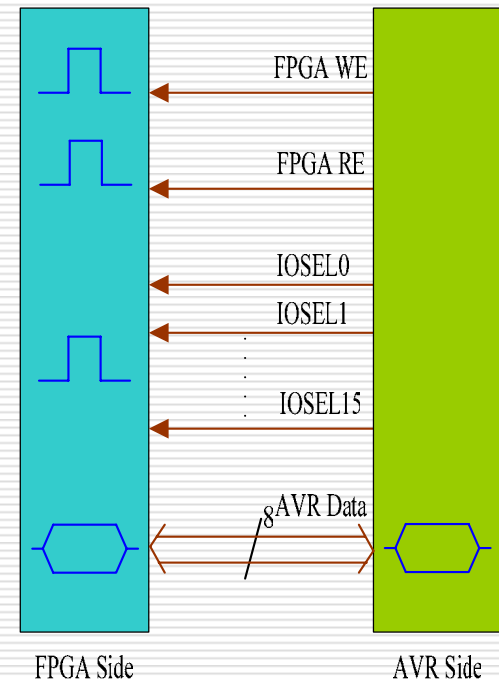 FPGA WE
FPGA RE
IOSEL0
IOSEL1
IOSEL15
8
AVR Data
FPGA Side
AVR Side